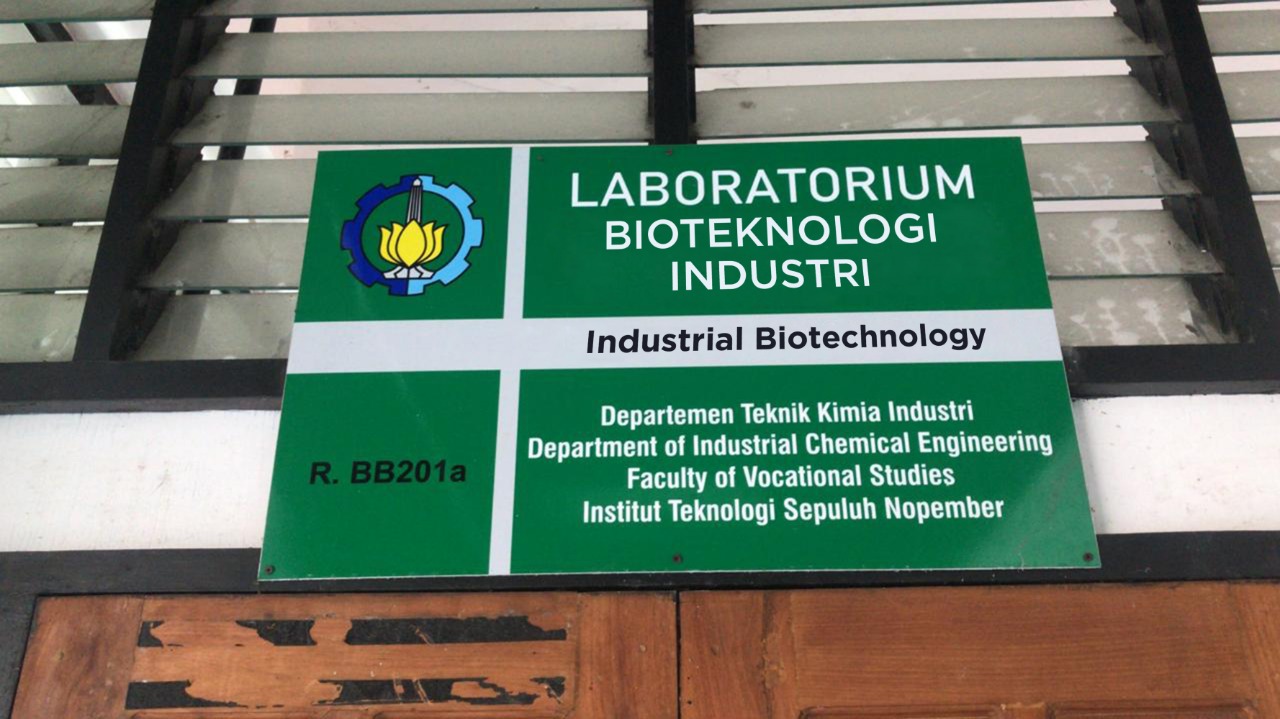 LABORATORIUM
BIOTEKNOLOGI
INDUSTRI
Industrial Biotechnology
R. BB201a
Departemen Teknik Kimia Industri
Department of Industrial Chemical Engineering
Faculty of Vocational Studies
Institut Teknologi Sepuluh Nopember